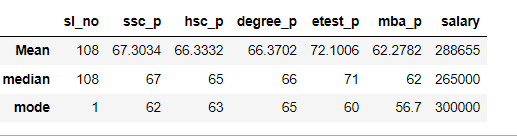 sl_no ssc_p hsc_p degree_p etest_p mba_p salary
Mean 108 67.3034 66.3332 66.3702 72.1006 62.2782 288655
median 108 67 65 66 71 62 265000
mode 1 62 63 65 60 56.7 300000